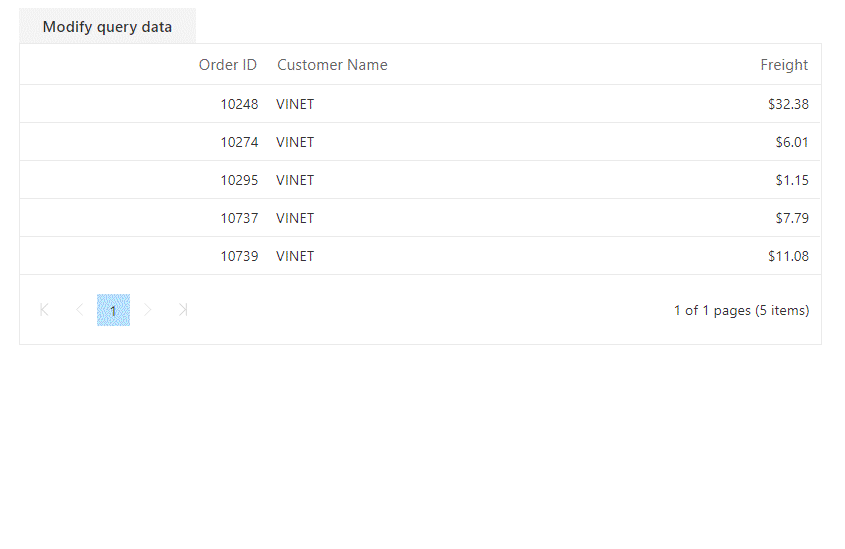 Modify query data
Order ID Customer Name Freight
10248 VINET $32.38
10274 VINET $6.01
10295 VINET $1.15
10737 VINET $7.79
10739 VINET $11.08
1 1 of 1 pages (5 items)